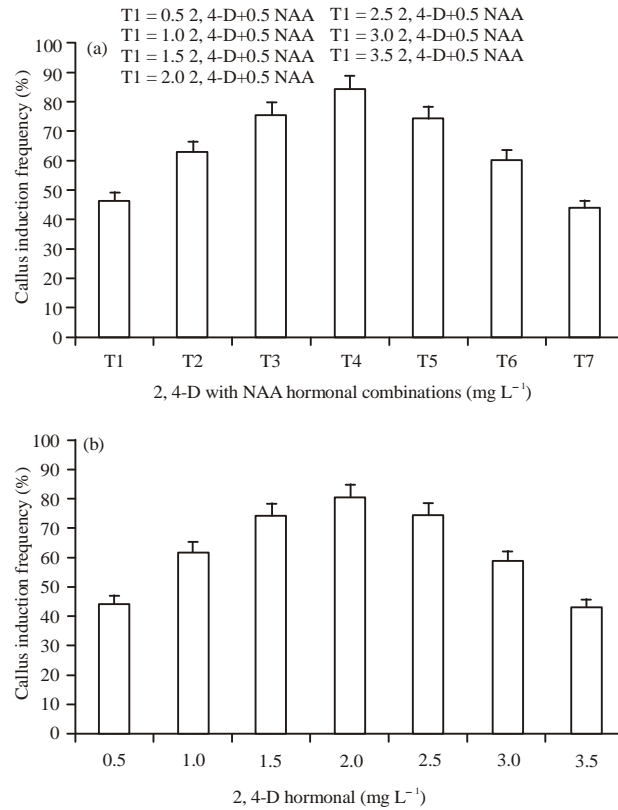 T1 = 0.5 2, 4-D+0.5 NAA T1 = 2.5 2, 4-D+0.5 NAA
(a) T1 = 1.0 2, 4-D+0.5 NAA T1 = 3.0 2, 4-D+0.5 NAA
T1 = 1.5 2, 4-D+0.5 NAA T1 = 3.5 2, 4-D+0.5 NAA
T1 = 2.0 2, 4-D+0.5 NAA
Callus induction frequency (%)
100
90
80
70
60
50
40
30
20
10
0
T1 T2 T3 T4 T5 T6 T7
2, 4-D with NAA hormonal combinations (mg L⁻¹)
(b)
Callus induction frequency (%)
100
90
80
70
60
50
40
30
20
10
0
0.5 1.0 1.5 2.0 2.5 3.0 3.5
2, 4-D hormonal (mg L⁻¹)